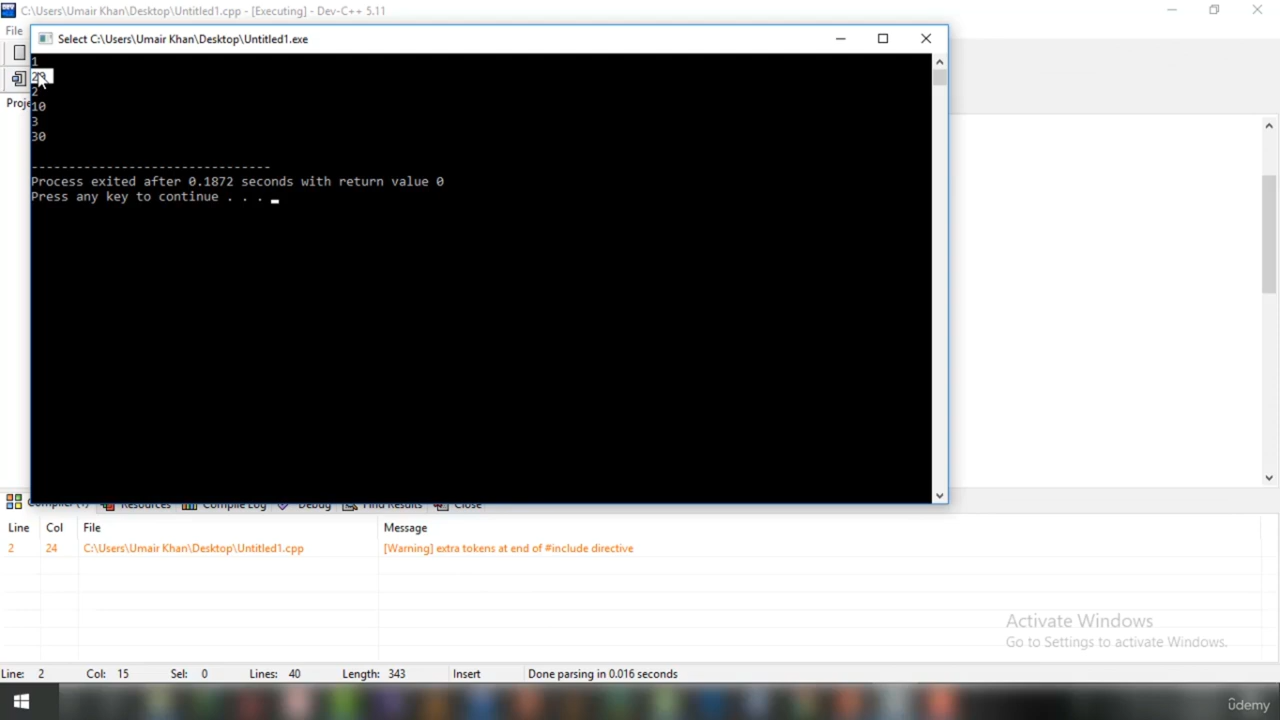 C:\Users\Umair Khan\Desktop\Untitled1.cpp - [Executing] - Dev-C++ 5.11
File
Select C:\Users\Umair Khan\Desktop\Untitled1.exe
1
2
10
3
30
--------------------------------
Process exited after 0.1872 seconds with return value 0
Press any key to continue . . .
Resources Compile Log Debug Find Results Close
Line Col File Message
2 24 C:\Users\Umair Khan\Desktop\Untitled1.cpp [Warning] extra tokens at end of #include directive
Activate Windows
Go to Settings to activate Windows.
Line: 2 Col: 15 Sel: 0 Lines: 40 Length: 343 Insert Done parsing in 0.016 seconds
ûdemy